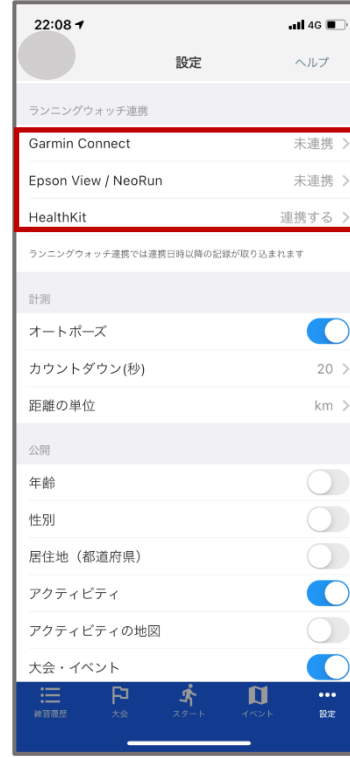 22:08 4G
設定 ヘルプ
ランニングウォッチ連携
Garmin Connect 未連携
Epson View / NeoRun 未連携
HealthKit 連携する
ランニングウォッチ連携では連携日時以降の記録が取り込まれます
計測
オートポーズ
カウントダウン(秒) 20
距離の単位 km
公開
年齢
性別
居住地（都道府県）
アクティビティ
アクティビティの地図
大会・イベント
練習履歴 大会 スタート イベント 設定